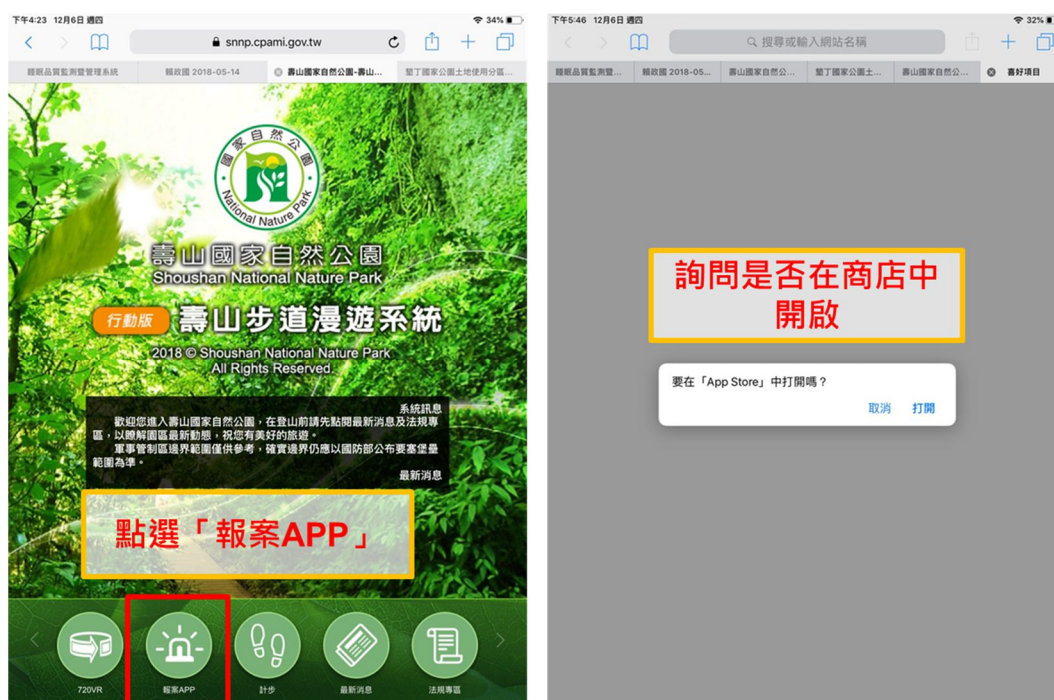 下午4:23 12月6日 週四
34%
snnp.cpami.gov.tw
睡眠品質監測暨管理系統
賴政國 2018-05-14
壽山國家自然公園-壽山...
墾丁國家公園土地使用分區...
國家自然公園
National Nature Park
壽山國家自然公園
Shoushan National Nature Park
行動版 壽山步道漫遊系統
2018 © Shoushan National Nature Park
All Rights Reserved.
系統訊息
歡迎您進入壽山國家自然公園，在登山前請先點閱最新消息及法規專
區，以瞭解園區最新動態，祝您有美好的旅遊。
軍事管制區邊界範圍僅供參考，確實邊界仍應以國防部公布要塞堡壘
範圍為準。
最新消息
點選「報案APP」
720VR
報案APP
計步
最新消息
法規專區
下午5:46 12月6日 週四
32%
搜尋或輸入網站名稱
睡眠品質監測暨...
賴政國 2018-05...
壽山國家自然公...
墾丁國家公園土...
壽山國家自然公...
喜好項目
詢問是否在商店中
開啟
要在「App Store」中打開嗎？
取消 打開